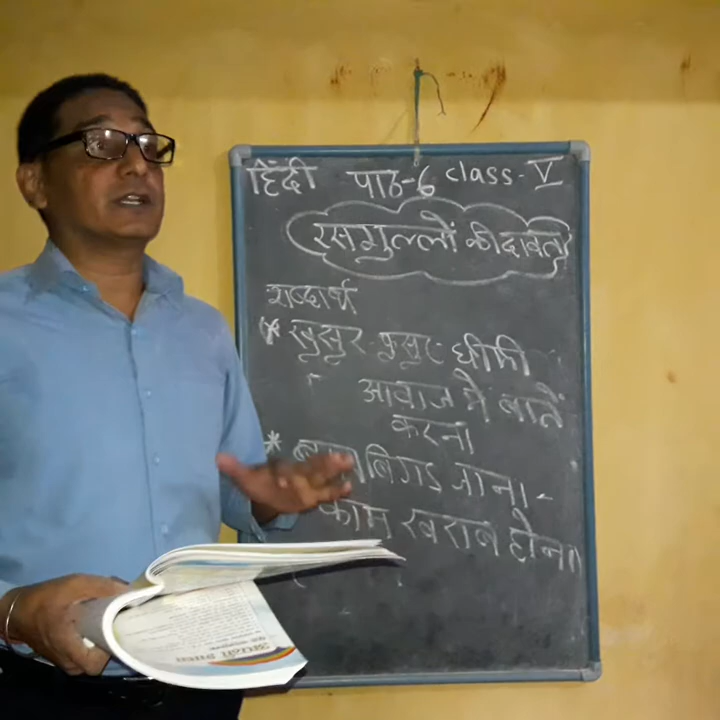 हिंदी पाठ-6 class-V
रसगुल्लों की दावत
शब्दार्थ
* खुसुर-फुसुर- धीमी
आवाज में बातें
करना
* बिगड़ जाना -
काम खराब होना।